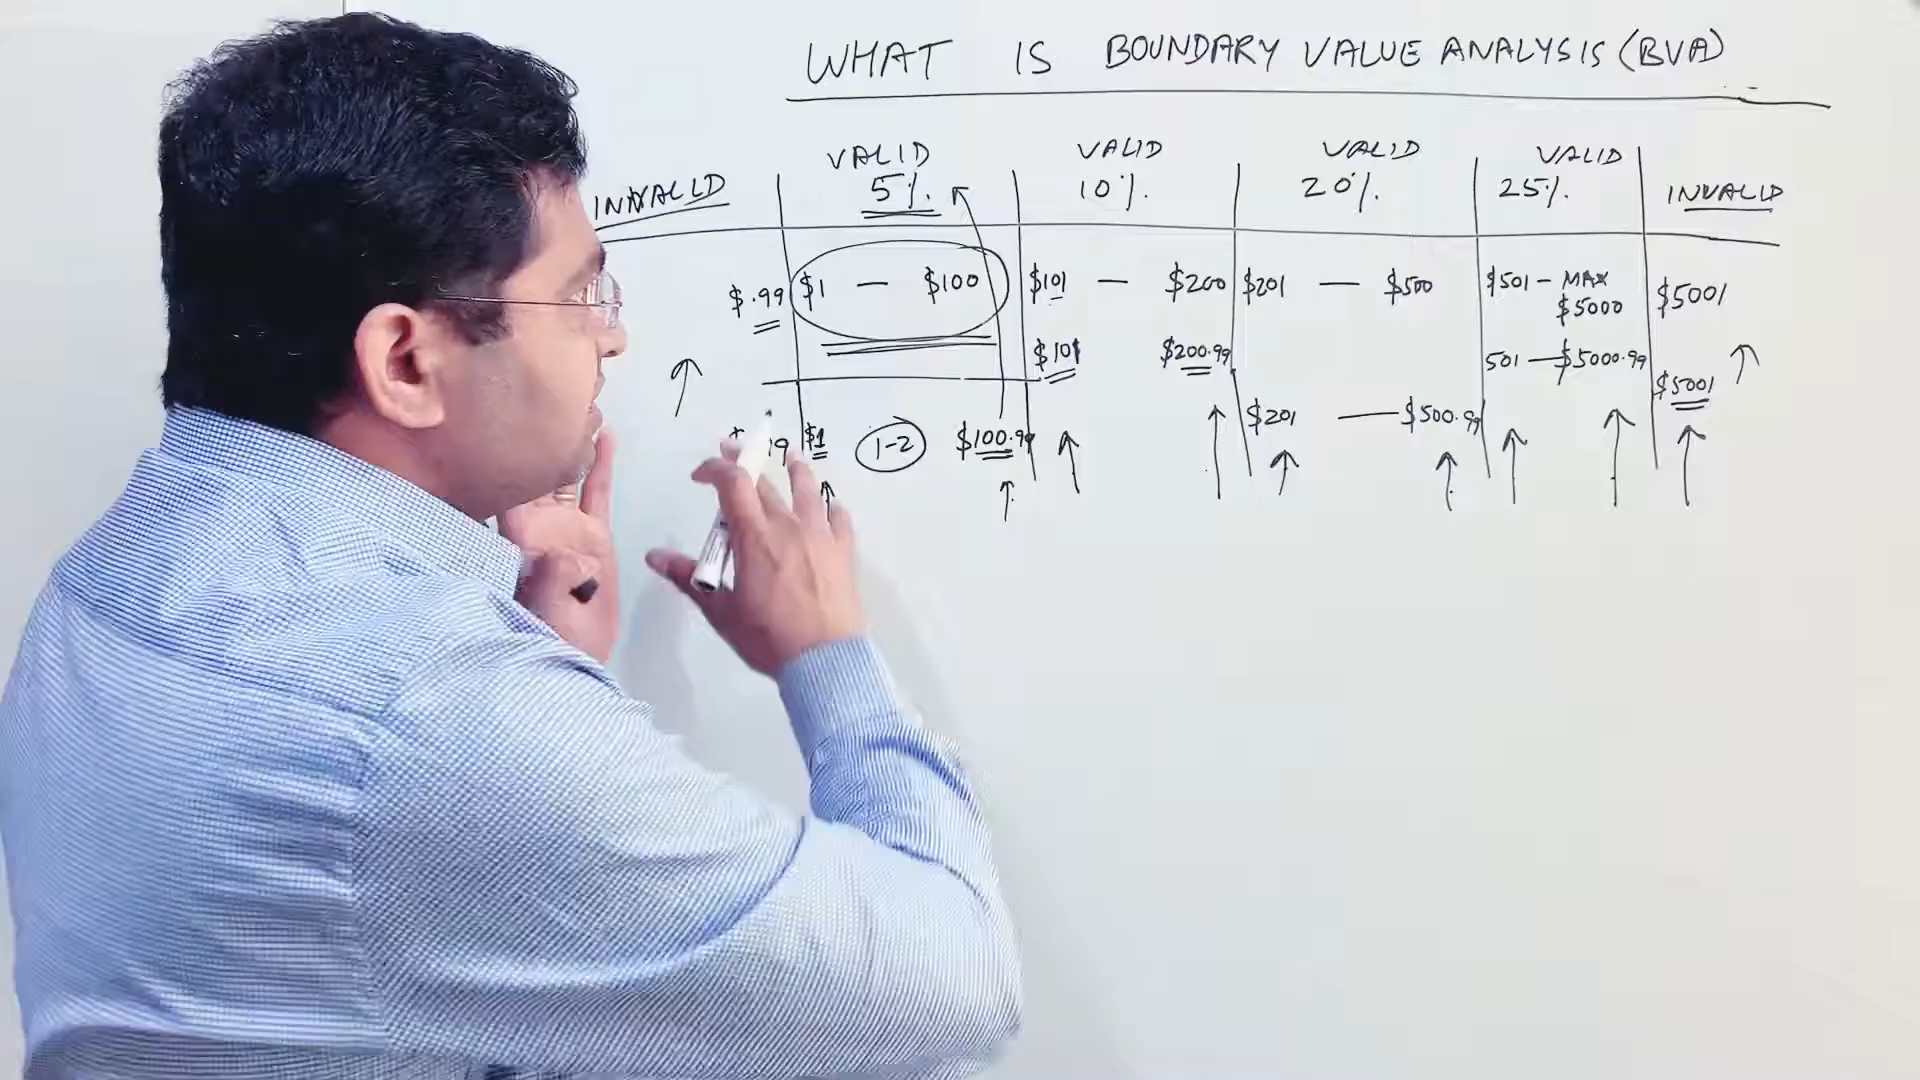 WHAT IS BOUNDARY VALUE ANALYSIS (BVA)
INVALID VALID 5% VALID 10% VALID 20% VALID 25% INVALID
$.99 $1 — $100 $101 — $200 $201 — $500 $501 - MAX $5000 $5001
$101 $200.99 501 — $5000.99 $5001
$1 1-2 $100.99 $201 — $500.99